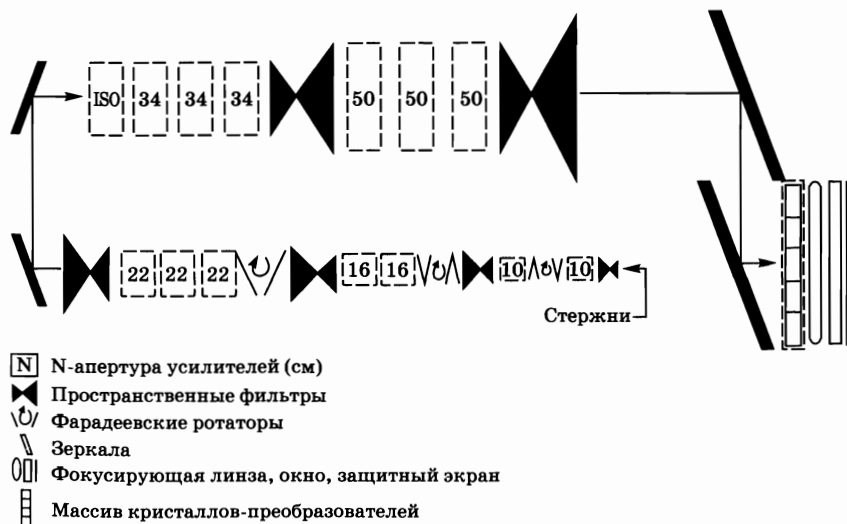 ISO 34 34 34 50 50 50
22 22 22 16 16 10 10
Стержни
N N-апертура усилителей (см)
Пространственные фильтры
Фарадеевские ротаторы
Зеркала
Фокусирующая линза, окно, защитный экран
Массив кристаллов-преобразователей